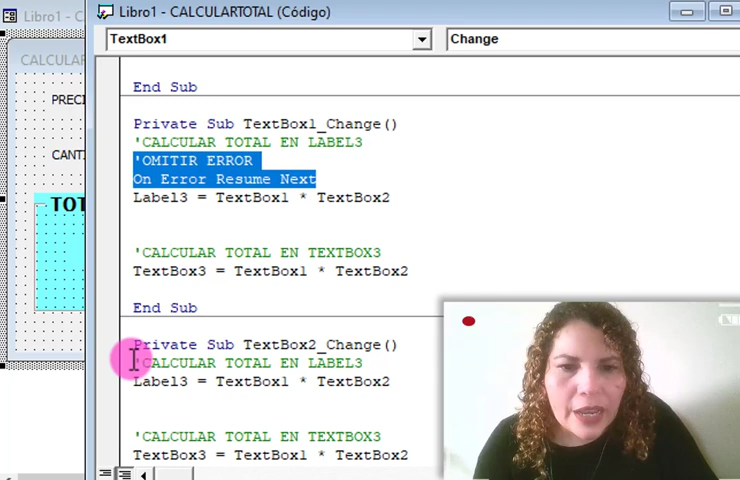 Libro1 - C
Libro1 - CALCULARTOTAL (Código)
TextBox1
Change
CALCULAR
PRECI
CANTI
TOT
End Sub
Private Sub TextBox1_Change()
'CALCULAR TOTAL EN LABEL3
'OMITIR ERROR
On Error Resume Next
Label3 = TextBox1 * TextBox2
'CALCULAR TOTAL EN TEXTBOX3
TextBox3 = TextBox1 * TextBox2
End Sub
Private Sub TextBox2_Change()
'CALCULAR TOTAL EN LABEL3
Label3 = TextBox1 * TextBox2
'CALCULAR TOTAL EN TEXTBOX3
TextBox3 = TextBox1 * TextBox2